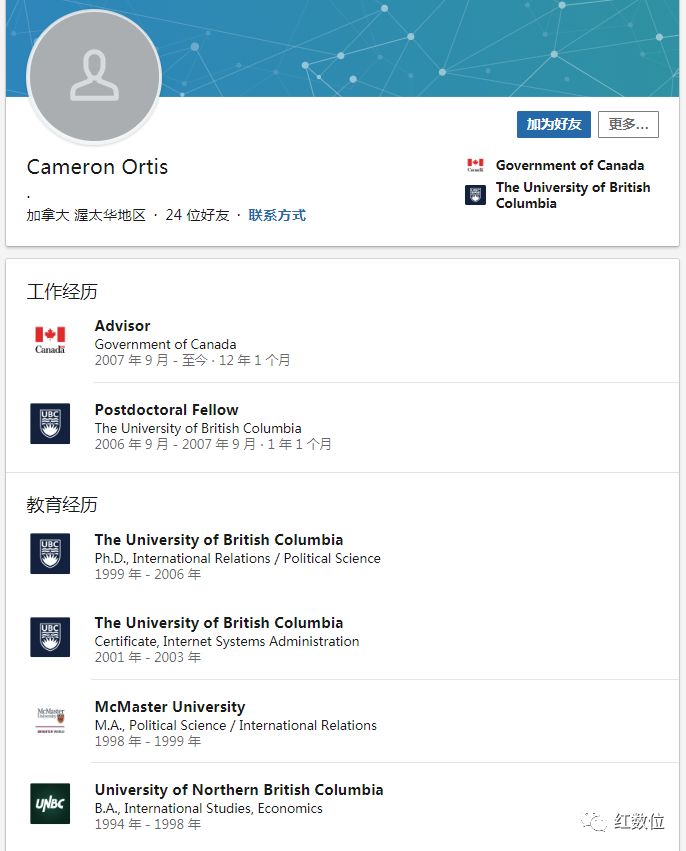 加为好友
更多...
Cameron Ortis
.
加拿大 渥太华地区 · 24 位好友 · 联系方式
Canada
Government of Canada
The University of British
Columbia
工作经历
Canada
Advisor
Government of Canada
2007 年 9 月 - 至今 · 12 年 1 个月
UBC
Postdoctoral Fellow
The University of British Columbia
2006 年 9 月 - 2007 年 9 月 · 1 年 1 个月
教育经历
UBC
The University of British Columbia
Ph.D., International Relations / Political Science
1999 年 - 2006 年
UBC
The University of British Columbia
Certificate, Internet Systems Administration
2001 年 - 2003 年
McMaster
University
McMaster University
M.A., Political Science / International Relations
1998 年 - 1999 年
UNBC
University of Northern British Columbia
B.A., International Studies, Economics
1994 年 - 1998 年
红数位